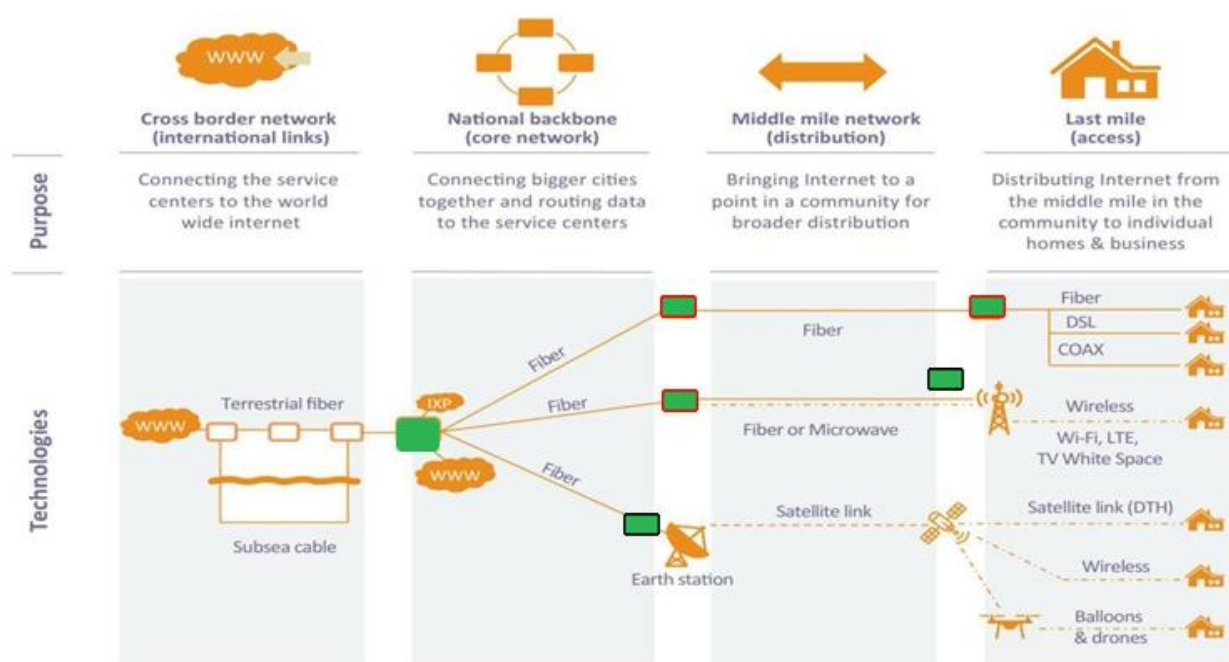 WWW
Cross border network
(international links)
National backbone
(core network)
Middle mile network
(distribution)
Last mile
(access)
Purpose
Connecting the service
centers to the world
wide internet
Connecting bigger cities
together and routing data
to the service centers
Bringing Internet to a
point in a community for
broader distribution
Distributing Internet from
the middle mile in the
community to individual
homes & business
Technologies
WWW
Terrestrial fiber
Subsea cable
IXP
WWW
Fiber
Fiber
Fiber
Earth station
Fiber
Fiber or Microwave
Satellite link
Fiber
DSL
COAX
Wireless
Wi-Fi, LTE,
TV White Space
Satellite link (DTH)
Wireless
Balloons
& drones